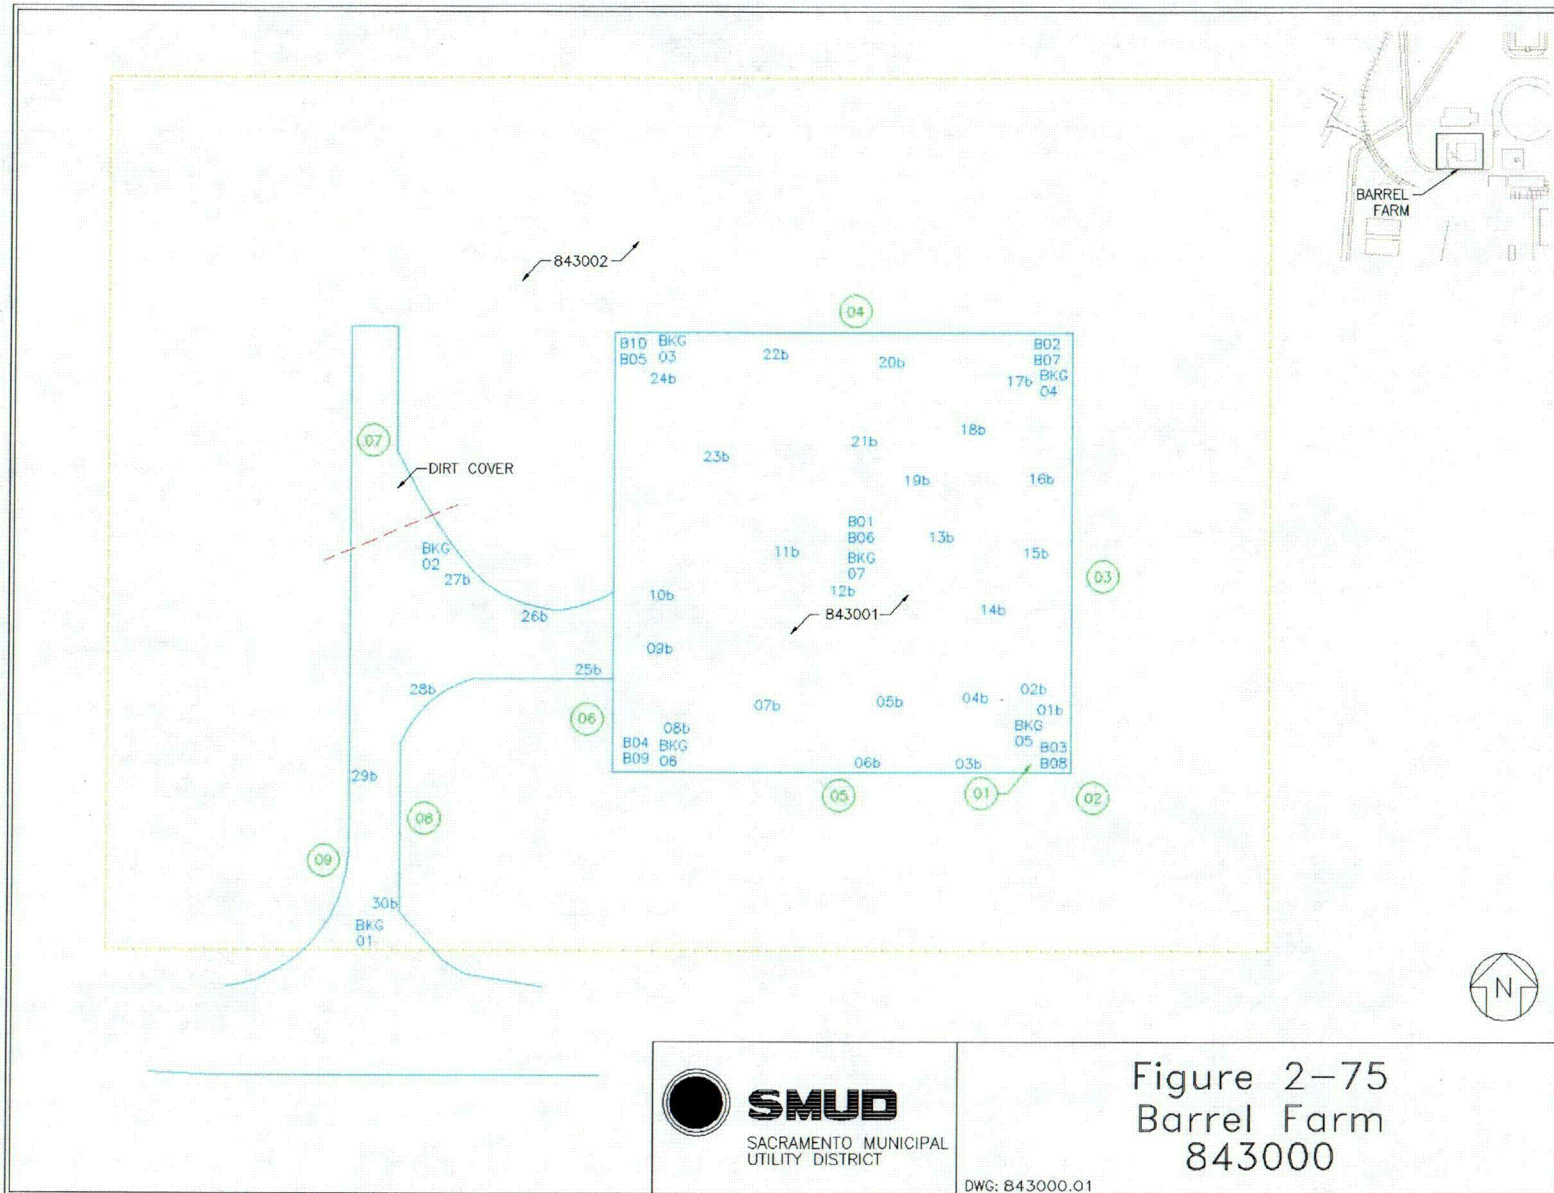 BARREL
FARM
843002
04
B10 BKG
B05 03
24b
22b
20b
B02
B07
17b BKG
04
07
DIRT COVER
23b
21b
18b
19b
16b
B01
B06
BKG
07
11b
13b
15b
03
BKG
02
27b
26b
10b
12b
843001
14b
09b
25b
28b
06
07b
05b
04b
02b
01b
BKG
05
B03
B08
08b
B04 BKG
B09 06
06b
03b
05
01
02
29b
08
09
30b
BKG
01
N
SMUD
SACRAMENTO MUNICIPAL
UTILITY DISTRICT
Figure 2-75
Barrel Farm
843000
DWG: 843000.01